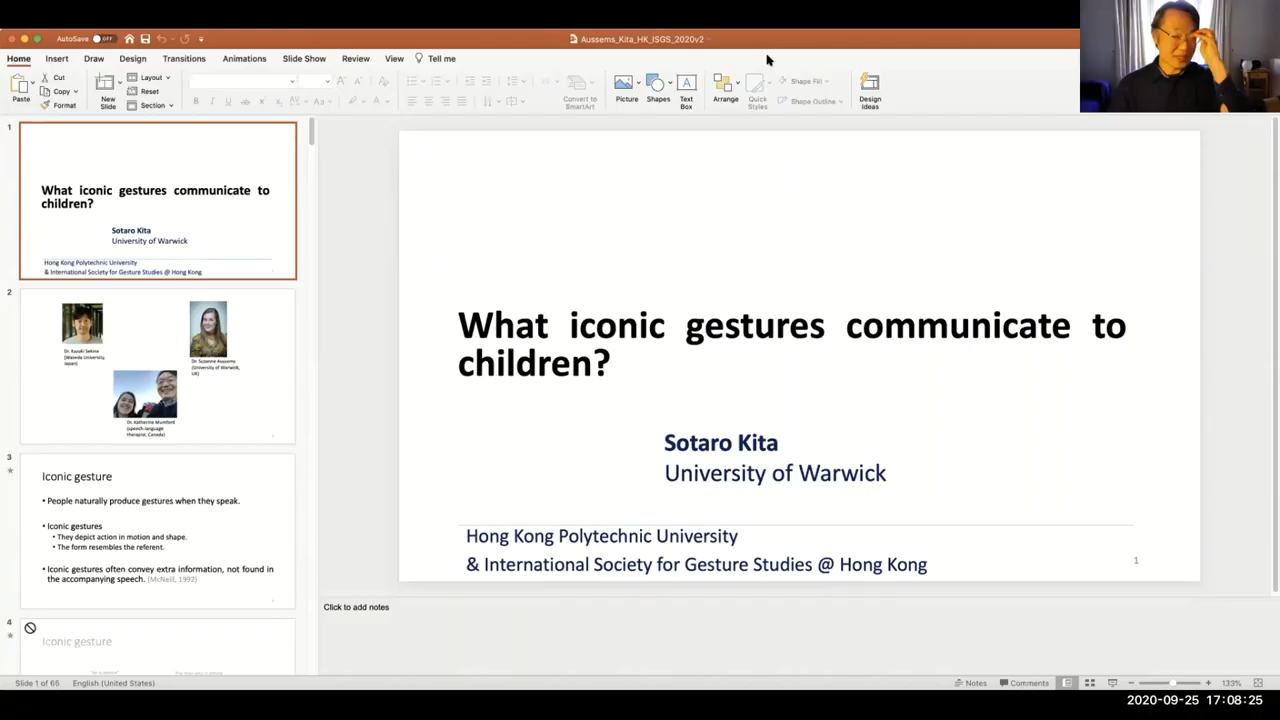 AutoSave OFF
Aussems_Kita_HK_ISGS_2020v2
Home Insert Draw Design Transitions Animations Slide Show Review View Tell me
Paste
Cut
Copy
Format
New
Slide
Layout
Reset
Section
Convert to
SmartArt
Picture
Shapes
Text
Box
Arrange
Quick
Styles
Shape Fill
Shape Outline
Design
Ideas
1
What iconic gestures communicate to
children?
Sotaro Kita
University of Warwick
Hong Kong Polytechnic University
& International Society for Gesture Studies @ Hong Kong
2
Dr. Kazuki Sekine
(Waseda University,
Japan)
Dr. Suzanne Aussems
(University of Warwick,
UK)
Dr. Katherine Mumford
(speech-language
therapist, Canada)
3
Iconic gesture
• People naturally produce gestures when they speak.
• Iconic gestures
• They depict action in motion and shape.
• The form resembles the referent.
• Iconic gestures often convey extra information, not found in
the accompanying speech. (McNeill, 1992)
4
Iconic gesture
What iconic gestures communicate to
children?
Sotaro Kita
University of Warwick
Hong Kong Polytechnic University
& International Society for Gesture Studies @ Hong Kong
1
Click to add notes
Slide 1 of 65 English (United States)
Notes Comments 133%
2020-09-25 17:08:25